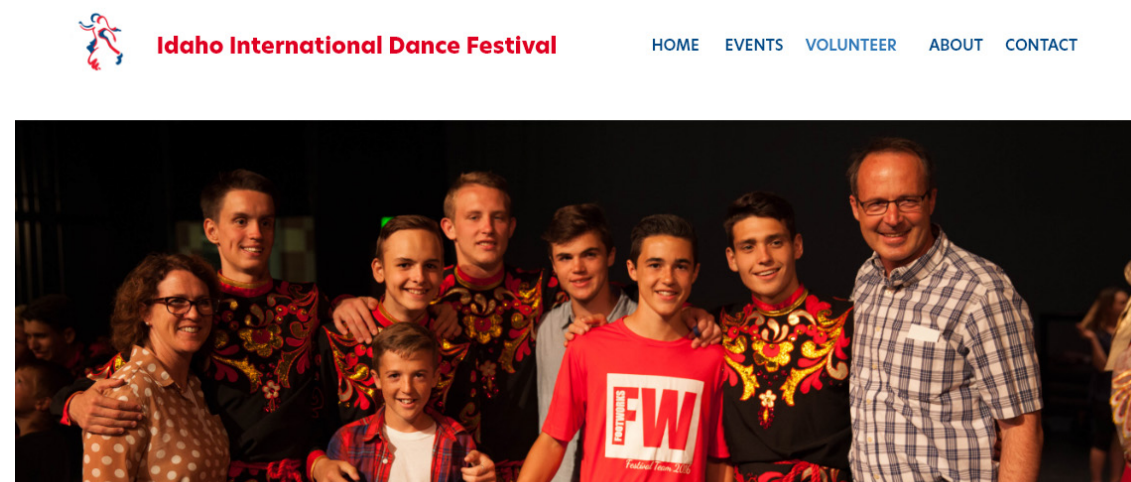 Idaho International Dance Festival
HOME EVENTS VOLUNTEER ABOUT CONTACT
FOOTWORKS
FW
Festival Team 2016